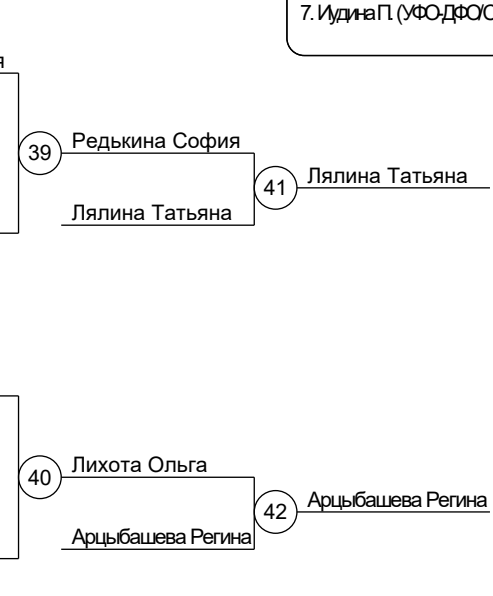 7. Иудина П. (УФО-ДФО/С
я
39 Редькина София
41 Лялина Татьяна
Лялина Татьяна
40 Лихота Ольга
42 Арцыбашева Регина
Арцыбашева Регина